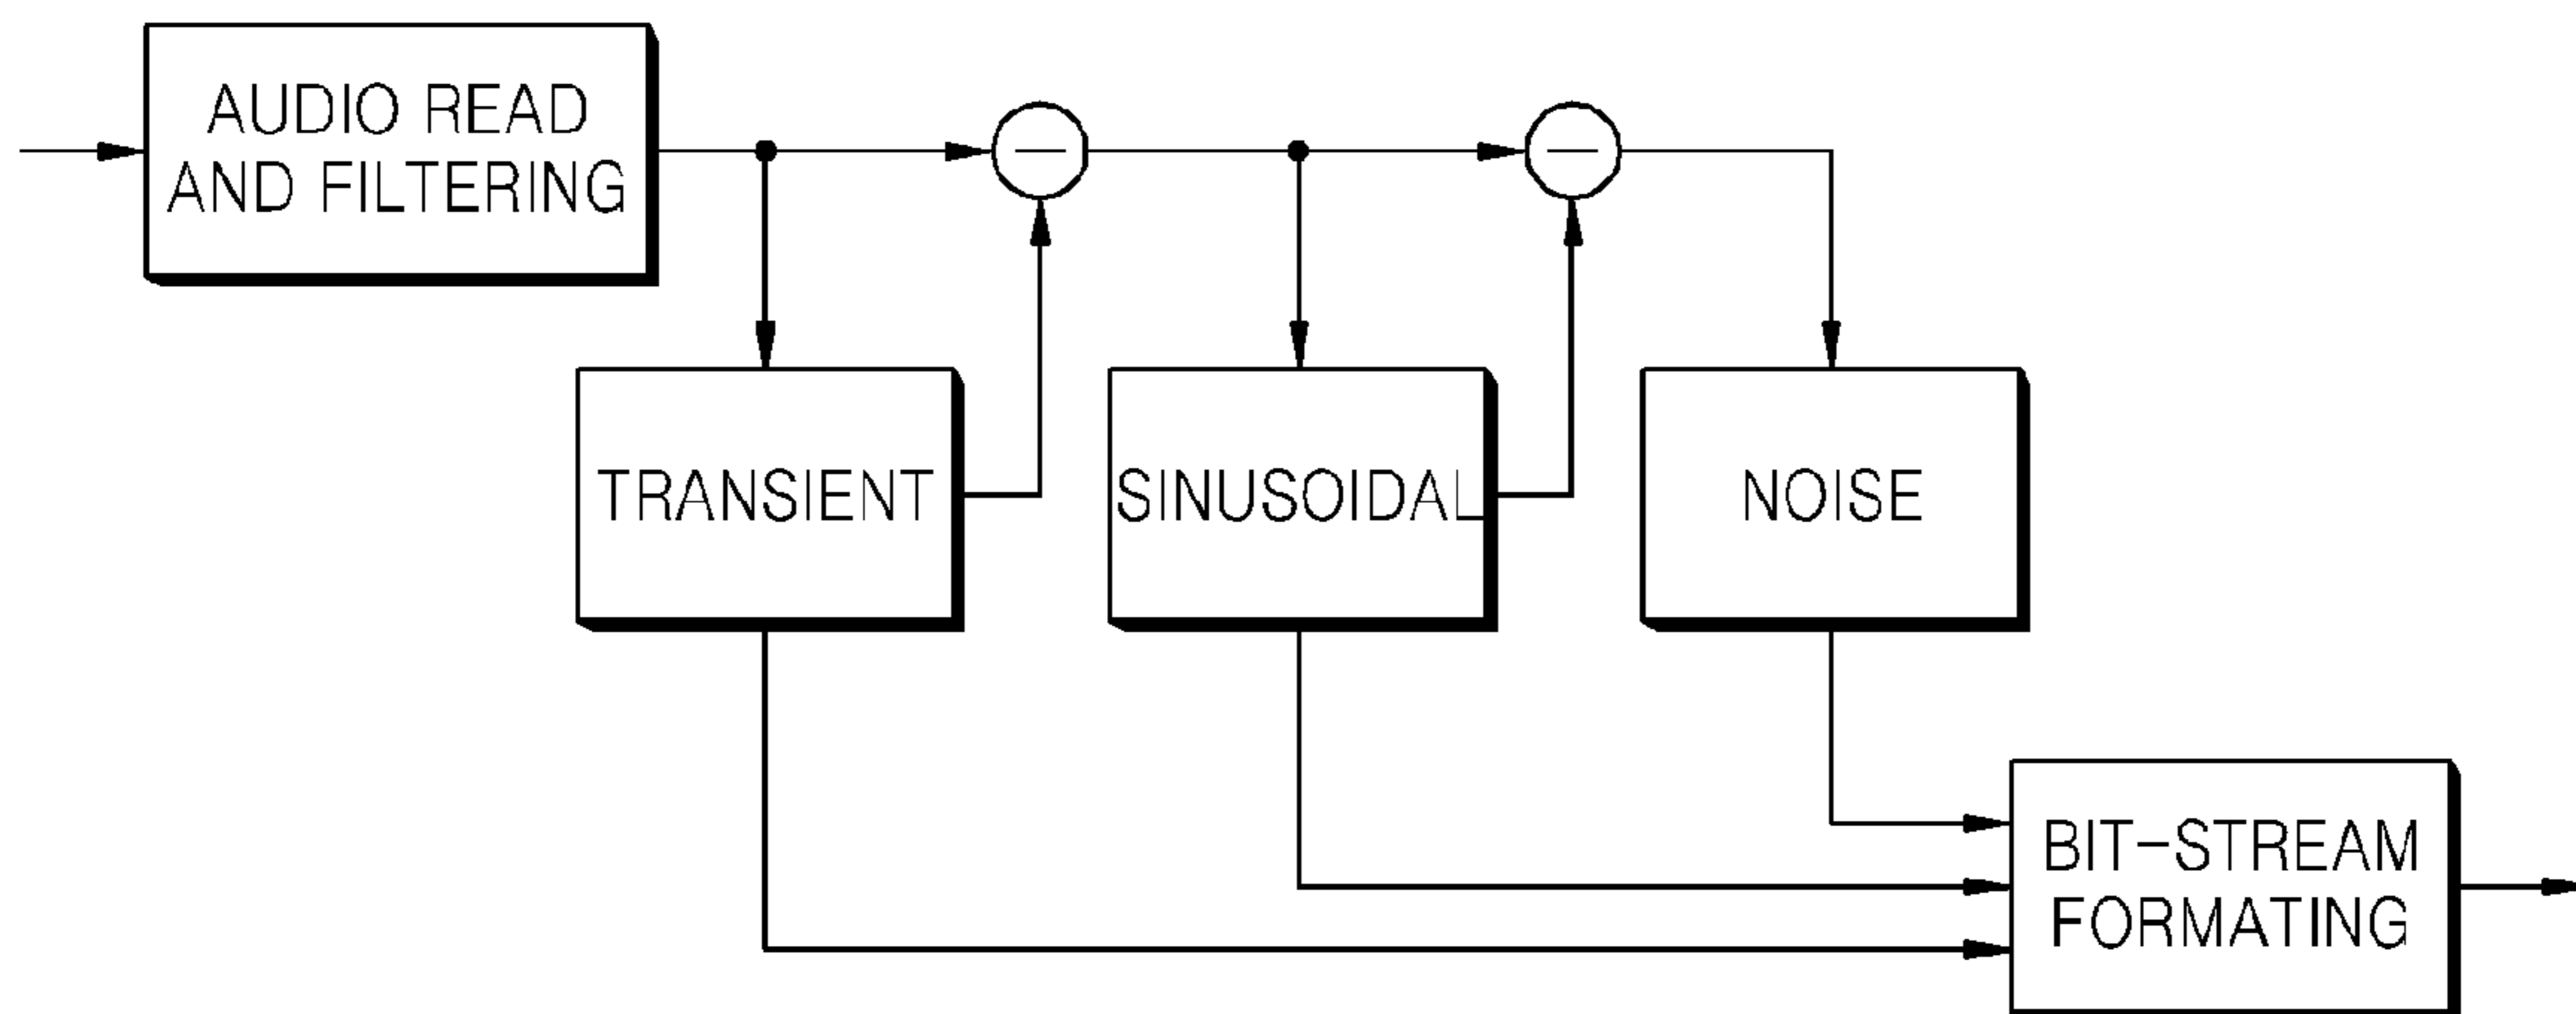 AUDIO READ
AND FILTERING
TRANSIENT
SINUSOIDAL
NOISE
BIT-STREAM
FORMATING